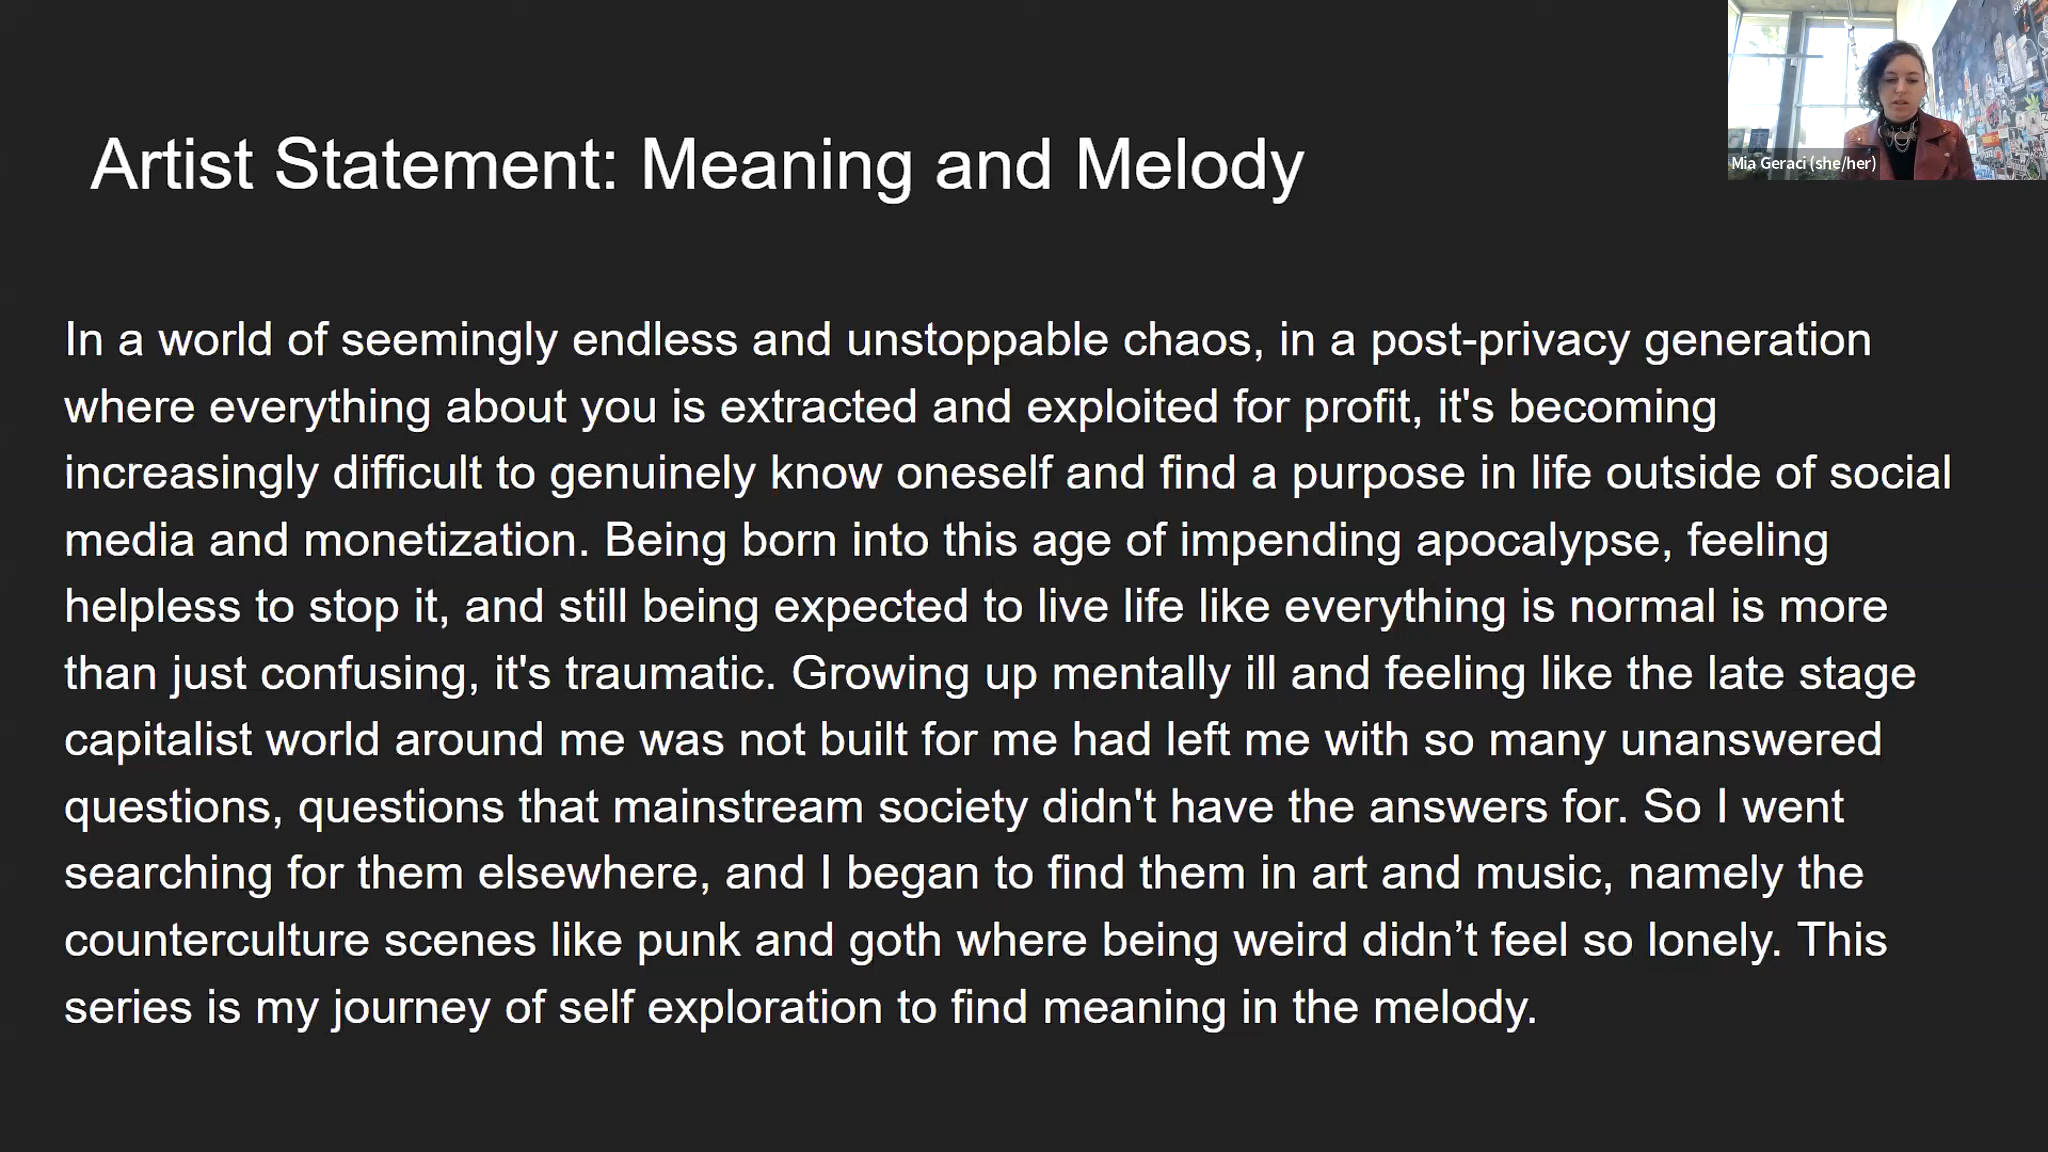 Artist Statement: Meaning and Melody
Mia Geraci (she/her)
In a world of seemingly endless and unstoppable chaos, in a post-privacy generation
where everything about you is extracted and exploited for profit, it's becoming
increasingly difficult to genuinely know oneself and find a purpose in life outside of social
media and monetization. Being born into this age of impending apocalypse, feeling
helpless to stop it, and still being expected to live life like everything is normal is more
than just confusing, it's traumatic. Growing up mentally ill and feeling like the late stage
capitalist world around me was not built for me had left me with so many unanswered
questions, questions that mainstream society didn't have the answers for. So I went
searching for them elsewhere, and I began to find them in art and music, namely the
counterculture scenes like punk and goth where being weird didn’t feel so lonely. This
series is my journey of self exploration to find meaning in the melody.